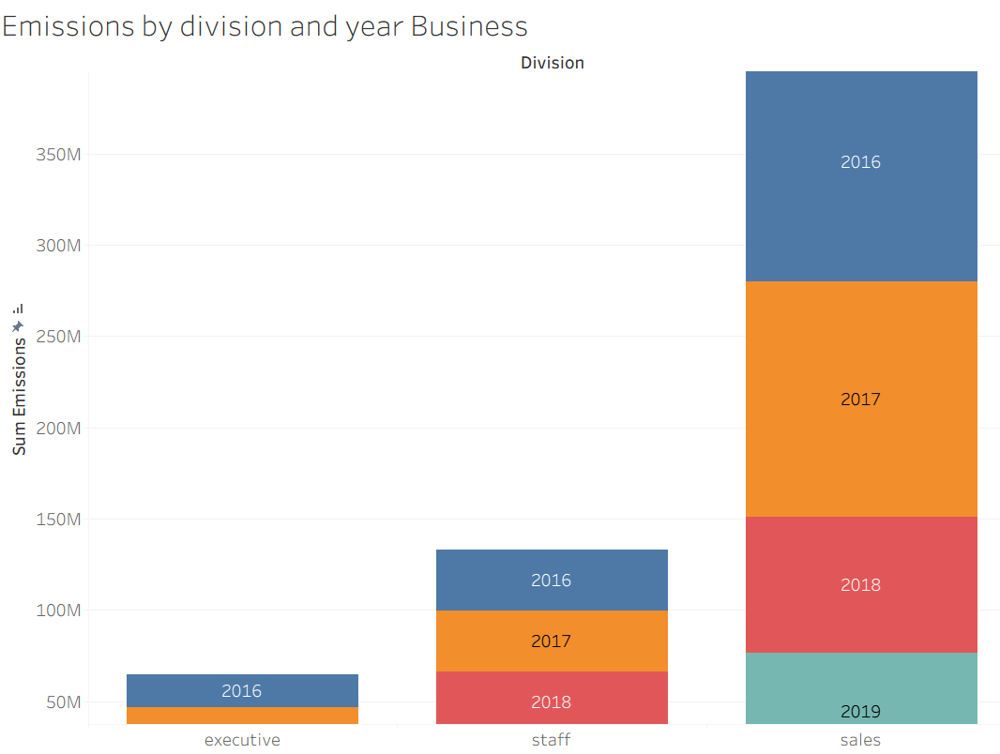 Emissions by division and year Business
Division
350M
300M
250M
200M
150M
100M
50M
Sum Emissions
2016
2016
2017
2018
2016
2017
2018
2019
executive
staff
sales